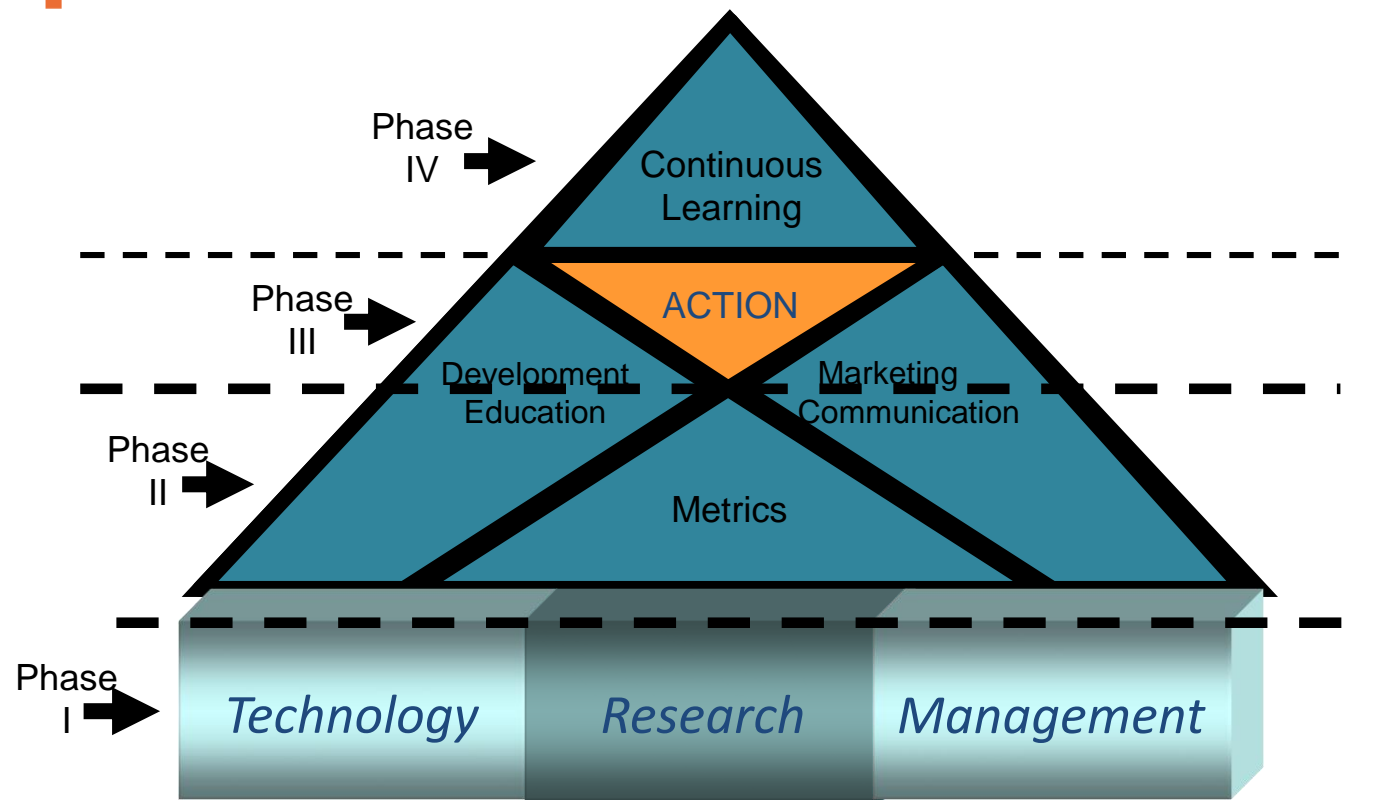 Phase
IV
Continuous
Learning
Phase
III
ACTION
Development
Education
Marketing
Communication
Phase
II
Metrics
Phase
I
Technology
Research
Management